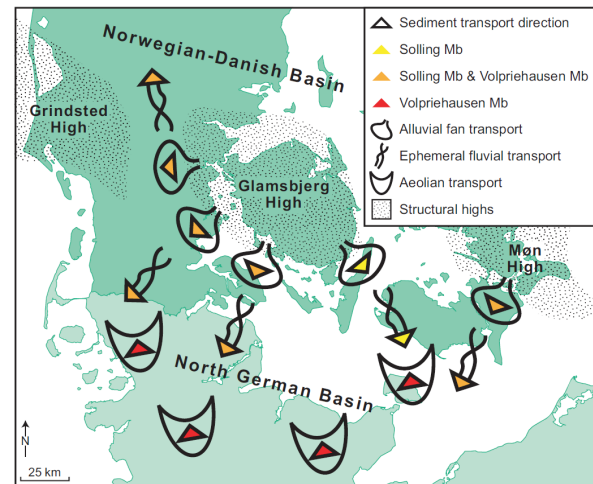 Norwegian-Danish Basin
Grindsted
High
Glamsbjerg
High
Møn
High
North German Basin
N
25 km
Sediment transport direction
Solling Mb
Solling Mb & Volpriehausen Mb
Volpriehausen Mb
Alluvial fan transport
Ephemeral fluvial transport
Aeolian transport
Structural highs